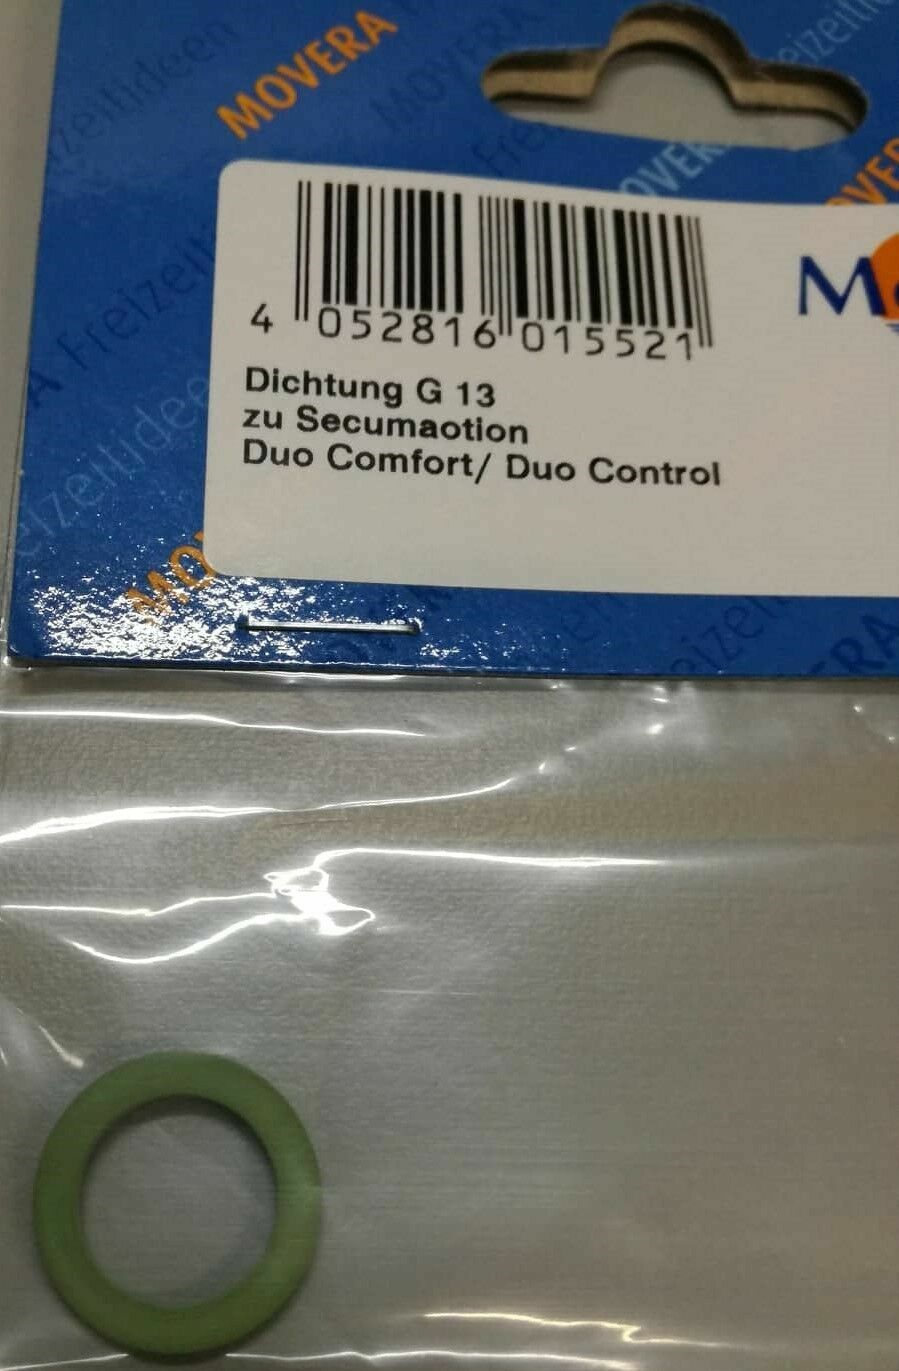 MOVERA
4 052816 015521
Dichtung G 13
zu Secumaotion
Duo Comfort/ Duo Control